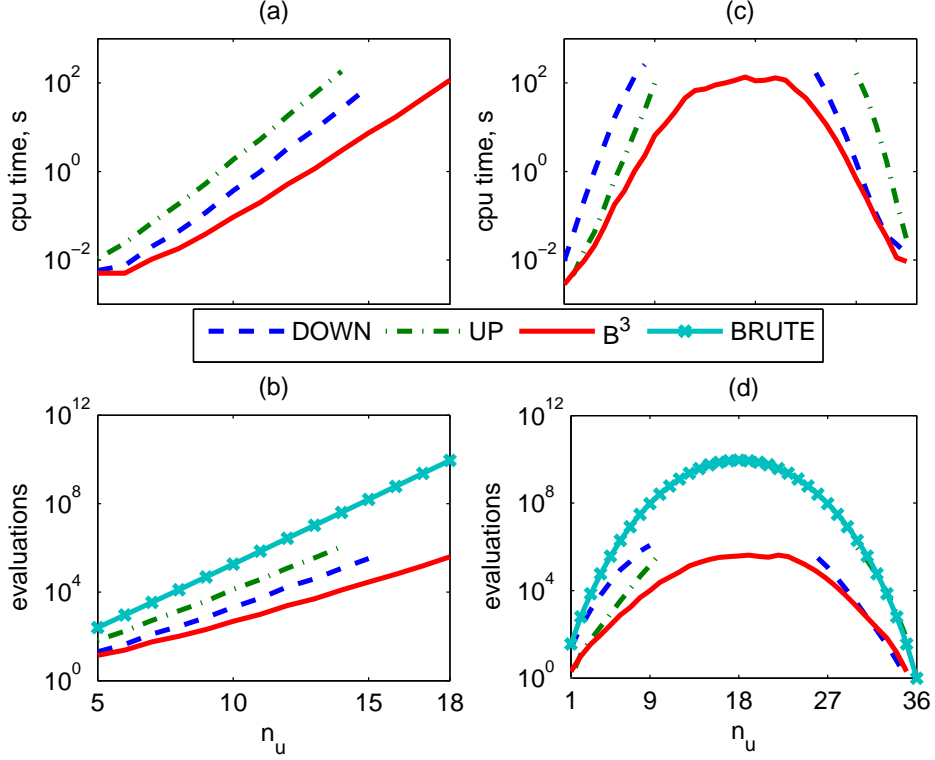 (a)
(c)
cpu time, s
10^2
10^0
10^-2
cpu time, s
10^2
10^0
10^-2
DOWN UP B^3 BRUTE
(b)
(d)
evaluations
10^12
10^8
10^4
10^0
5 10 15 18
n_u
evaluations
10^12
10^8
10^4
10^0
1 9 18 27 36
n_u